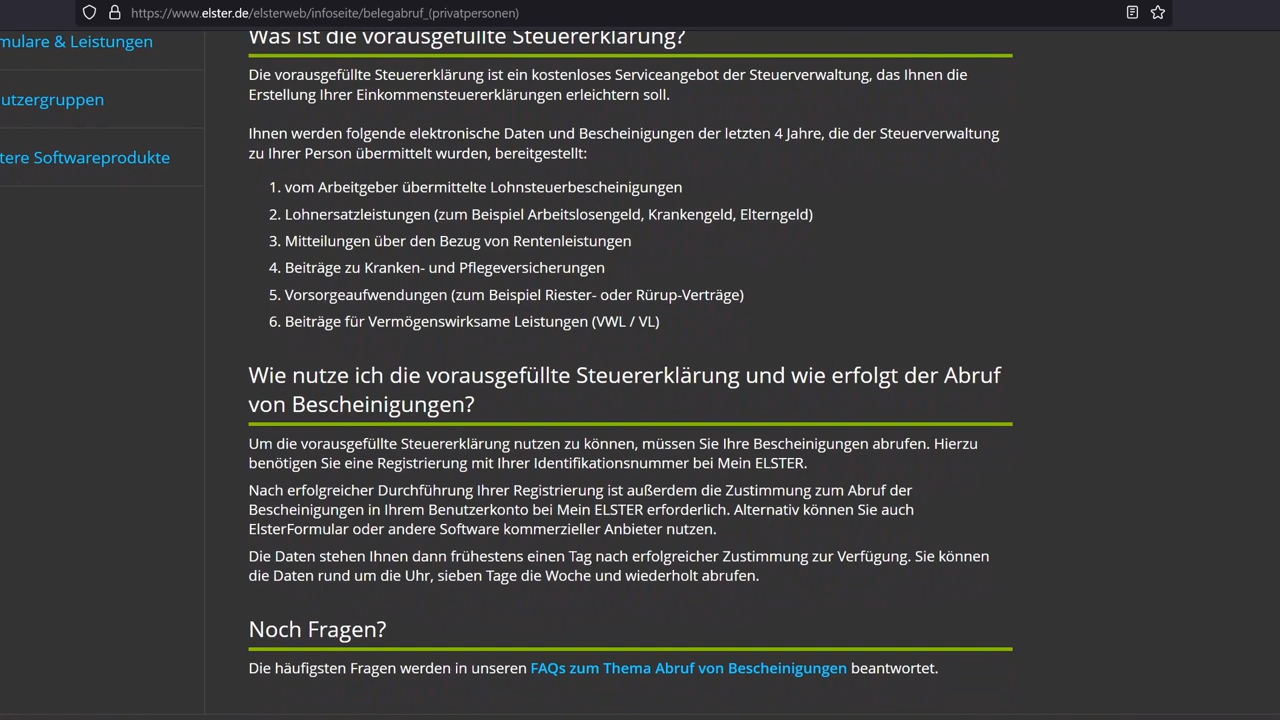 https://www.elster.de/elsterweb/infoseite/belegabruf_(privatpersonen)
mulare & Leistungen
utzergruppen
tere Softwareprodukte
Was ist die vorausgefüllte Steuererklärung?
Die vorausgefüllte Steuererklärung ist ein kostenloses Serviceangebot der Steuerverwaltung, das Ihnen die
Erstellung Ihrer Einkommensteuererklärungen erleichtern soll.
Ihnen werden folgende elektronische Daten und Bescheinigungen der letzten 4 Jahre, die der Steuerverwaltung
zu Ihrer Person übermittelt wurden, bereitgestellt:
1. vom Arbeitgeber übermittelte Lohnsteuerbescheinigungen
2. Lohnersatzleistungen (zum Beispiel Arbeitslosengeld, Krankengeld, Elterngeld)
3. Mitteilungen über den Bezug von Rentenleistungen
4. Beiträge zu Kranken- und Pflegeversicherungen
5. Vorsorgeaufwendungen (zum Beispiel Riester- oder Rürup-Verträge)
6. Beiträge für Vermögenswirksame Leistungen (VWL / VL)
Wie nutze ich die vorausgefüllte Steuererklärung und wie erfolgt der Abruf
von Bescheinigungen?
Um die vorausgefüllte Steuererklärung nutzen zu können, müssen Sie Ihre Bescheinigungen abrufen. Hierzu
benötigen Sie eine Registrierung mit Ihrer Identifikationsnummer bei Mein ELSTER.
Nach erfolgreicher Durchführung Ihrer Registrierung ist außerdem die Zustimmung zum Abruf der
Bescheinigungen in Ihrem Benutzerkonto bei Mein ELSTER erforderlich. Alternativ können Sie auch
ElsterFormular oder andere Software kommerzieller Anbieter nutzen.
Die Daten stehen Ihnen dann frühestens einen Tag nach erfolgreicher Zustimmung zur Verfügung. Sie können
die Daten rund um die Uhr, sieben Tage die Woche und wiederholt abrufen.
Noch Fragen?
Die häufigsten Fragen werden in unseren FAQs zum Thema Abruf von Bescheinigungen beantwortet.